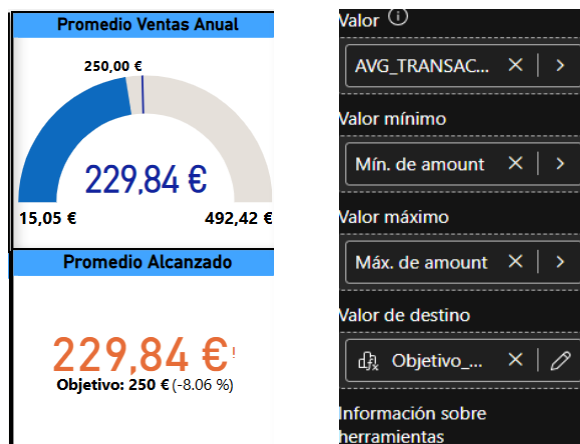 Promedio Ventas Anual
250,00 €
229,84 €
15,05 €
492,42 €
Promedio Alcanzado
229,84 € !
Objetivo: 250 € (-8.06 %)
Valor
AVG_TRANSAC...
Valor mínimo
Mín. de amount
Valor máximo
Máx. de amount
Valor de destino
Objetivo_...
Información sobre
herramientas